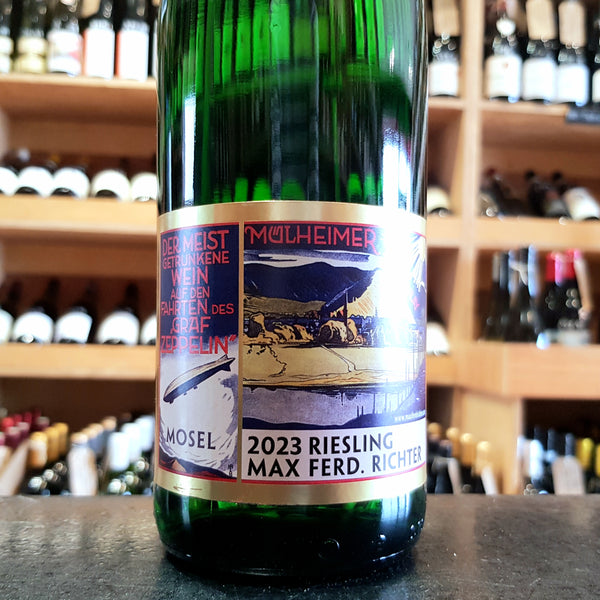 DER MEIST
GETRUNKENE
WEIN
AUF DEN
FAHRTEN DES
„GRAF
ZEPPELIN"
MOSEL
MÜLHEIMER
2023 RIESLING
MAX FERD. RICHTER